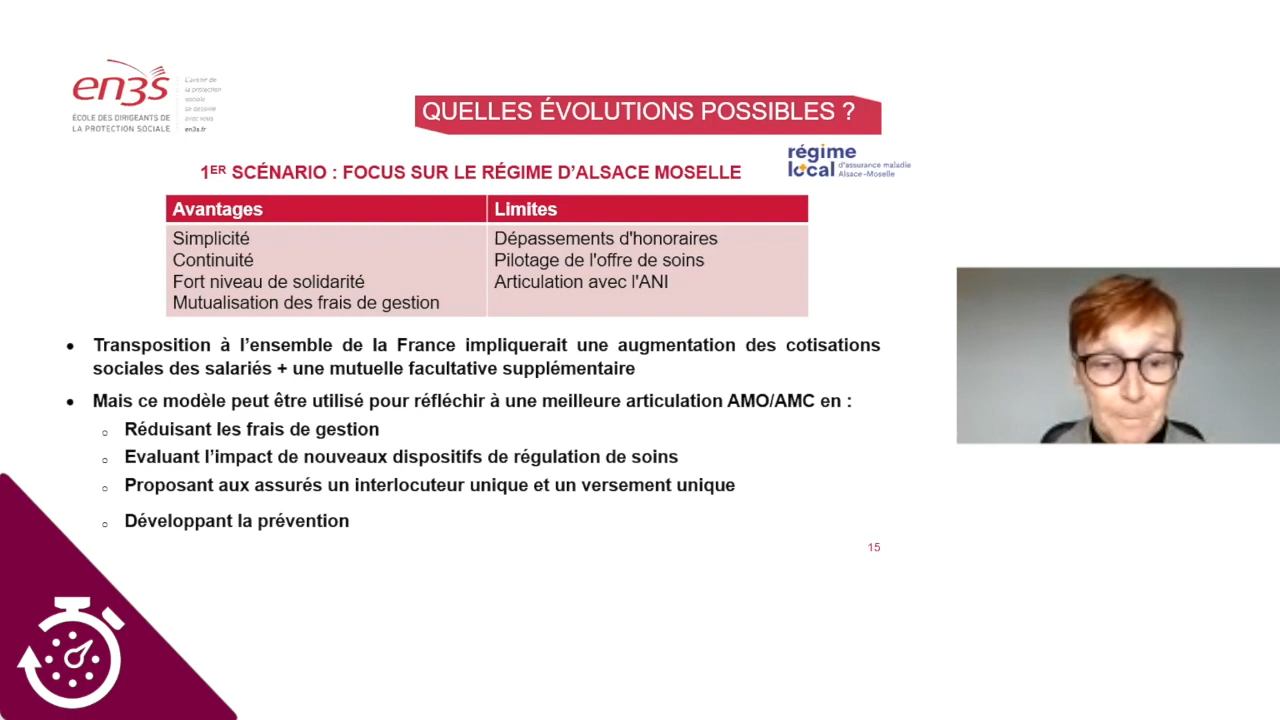 en3s
L'avenir de
la protection
sociale
se dessine
avec vous
en3s.fr
ÉCOLE DES DIRIGEANTS DE
LA PROTECTION SOCIALE
QUELLES ÉVOLUTIONS POSSIBLES ?
1ER SCÉNARIO : FOCUS SUR LE RÉGIME D'ALSACE MOSELLE
régime
local d'assurance maladie
Alsace-Moselle
Avantages
Limites
Simplicité
Continuité
Fort niveau de solidarité
Mutualisation des frais de gestion
Dépassements d'honoraires
Pilotage de l'offre de soins
Articulation avec l'ANI
• Transposition à l'ensemble de la France impliquerait une augmentation des cotisations
sociales des salariés + une mutuelle facultative supplémentaire
• Mais ce modèle peut être utilisé pour réfléchir à une meilleure articulation AMO/AMC en :
o Réduisant les frais de gestion
o Evaluant l'impact de nouveaux dispositifs de régulation de soins
o Proposant aux assurés un interlocuteur unique et un versement unique
o Développant la prévention
15